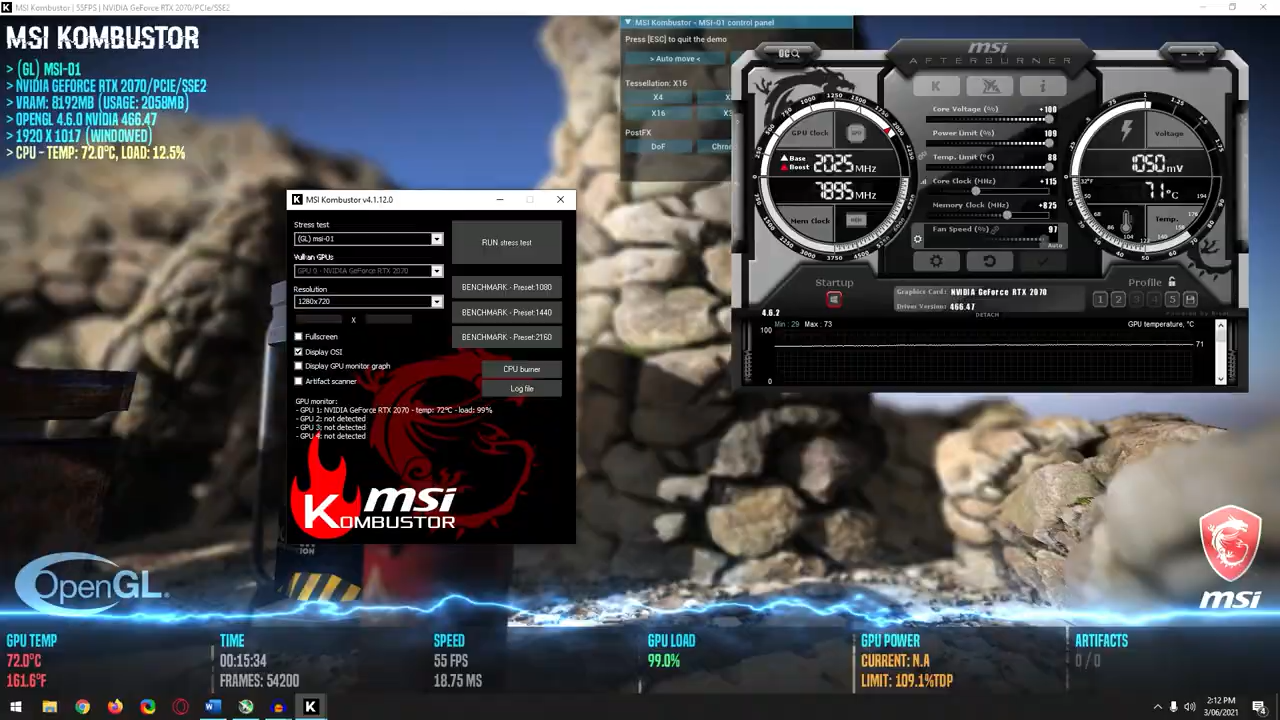 MSI Kombustor | 55FPS | NVIDIA GeForce RTX 2070/PCIe/SSE2
MSI KOMBUSTOR
> (GL) MSI-01
> NVIDIA GEFORCE RTX 2070/PCIE/SSE2
> VRAM: 8192MB (USAGE: 2058MB)
> OPENGL 4.6.0 NVIDIA 466.47
> 1920 X 1017 (WINDOWED)
> CPU - TEMP: 72.0°C, LOAD: 12.5%
MSI Kombustor - MSI-01 control panel
Press [ESC] to quit the demo
> Auto move <
Tessellation: X16
X4
X16
PostFX
DoF
MSI Kombustor v4.1.12.0
Stress test
(GL) msi-01
RUN stress test
Vulkan GPUs
GPU 0 - NVIDIA GeForce RTX 2070
Resolution
1280x720
x
BENCHMARK - Preset:1080
BENCHMARK - Preset:1440
BENCHMARK - Preset:2160
Fullscreen
Display OSI
Display GPU monitor graph
Artifact scanner
CPU burner
Log file
GPU monitor:
- GPU 1: NVIDIA GeForce RTX 2070 - temp: 72°C - load: 99%
- GPU 2: not detected
- GPU 3: not detected
- GPU 4: not detected
msi
KOMBUSTOR
OC
msi
AFTERBURNER
K
i
GPU Clock
GPU
Base
Boost
2025 MHz
7895 MHz
Mem Clock
MEM
Core Voltage (%)
+100
Power Limit (%)
109
Temp. Limit (°C)
88
Core Clock (MHz)
+115
Memory Clock (MHz)
+875
Fan Speed (%)
97
Auto
Voltage
1050 mV
71 °C
Temp.
Startup
Graphics Card: NVIDIA GeForce RTX 2070
Driver Version: 466.47
DETACH
Profile
1 2 3 4 5
4.6.2
Min : 29 Max : 73
GPU temperature, °C
100
71
0
OpenGL.
msi
GPU TEMP
72.0°C
161.6°F
TIME
00:15:34
FRAMES: 54200
SPEED
55 FPS
18.75 MS
GPU LOAD
99.0%
GPU POWER
CURRENT: N.A
LIMIT: 109.1%TDP
ARTIFACTS
0 / 0
2:12 PM
3/06/2021
4